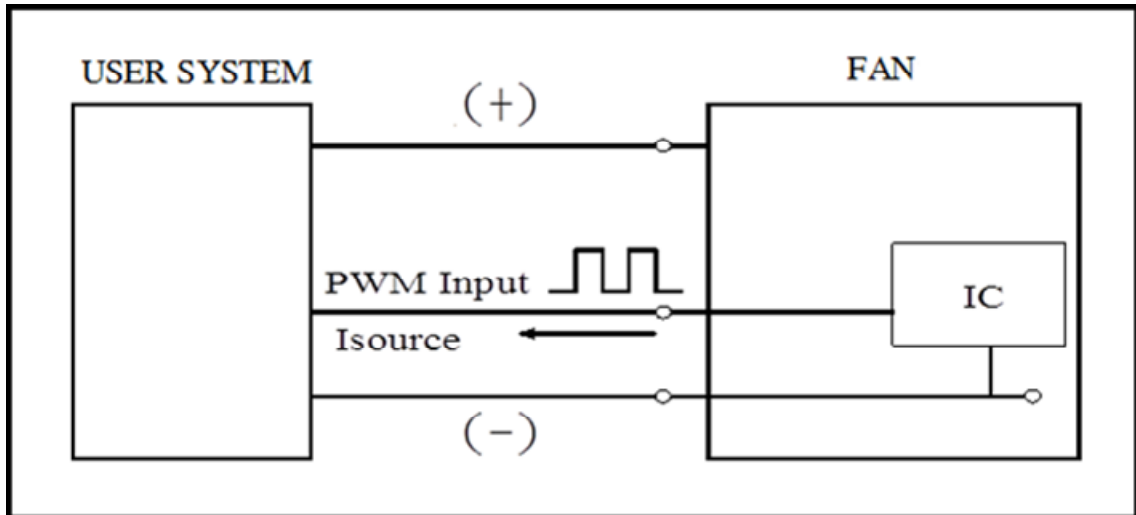 USER SYSTEM
FAN
(+)
PWM Input
IC
Isource
(-)